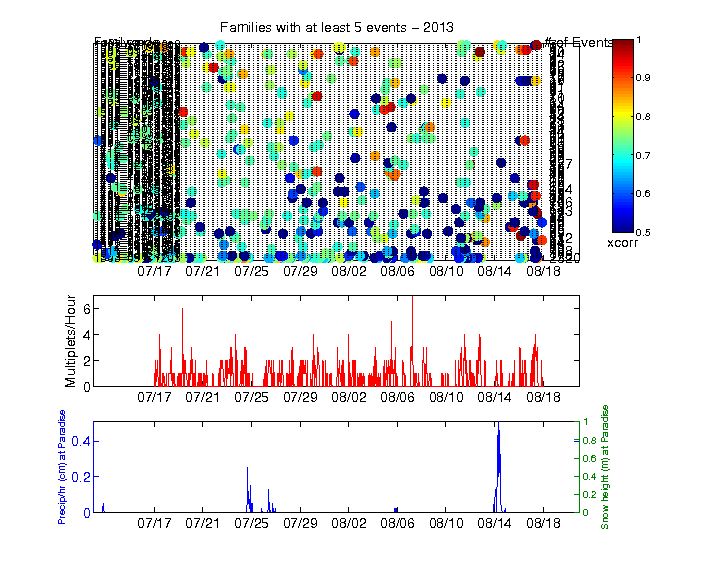 Families with at least 5 events − 2013
# of Events
1
0.9
0.8
0.7
0.6
0.5
xcorr
07/17 07/21 07/25 07/29 08/02 08/06 08/10 08/14 08/18
Multiplets/Hour
6
4
2
0
07/17 07/21 07/25 07/29 08/02 08/06 08/10 08/14 08/18
Precip/hr (cm) at Paradise
0.4
0.2
0
Snow height (m) at Paradise
1
0.8
0.6
0.4
0.2
0
07/17 07/21 07/25 07/29 08/02 08/06 08/10 08/14 08/18